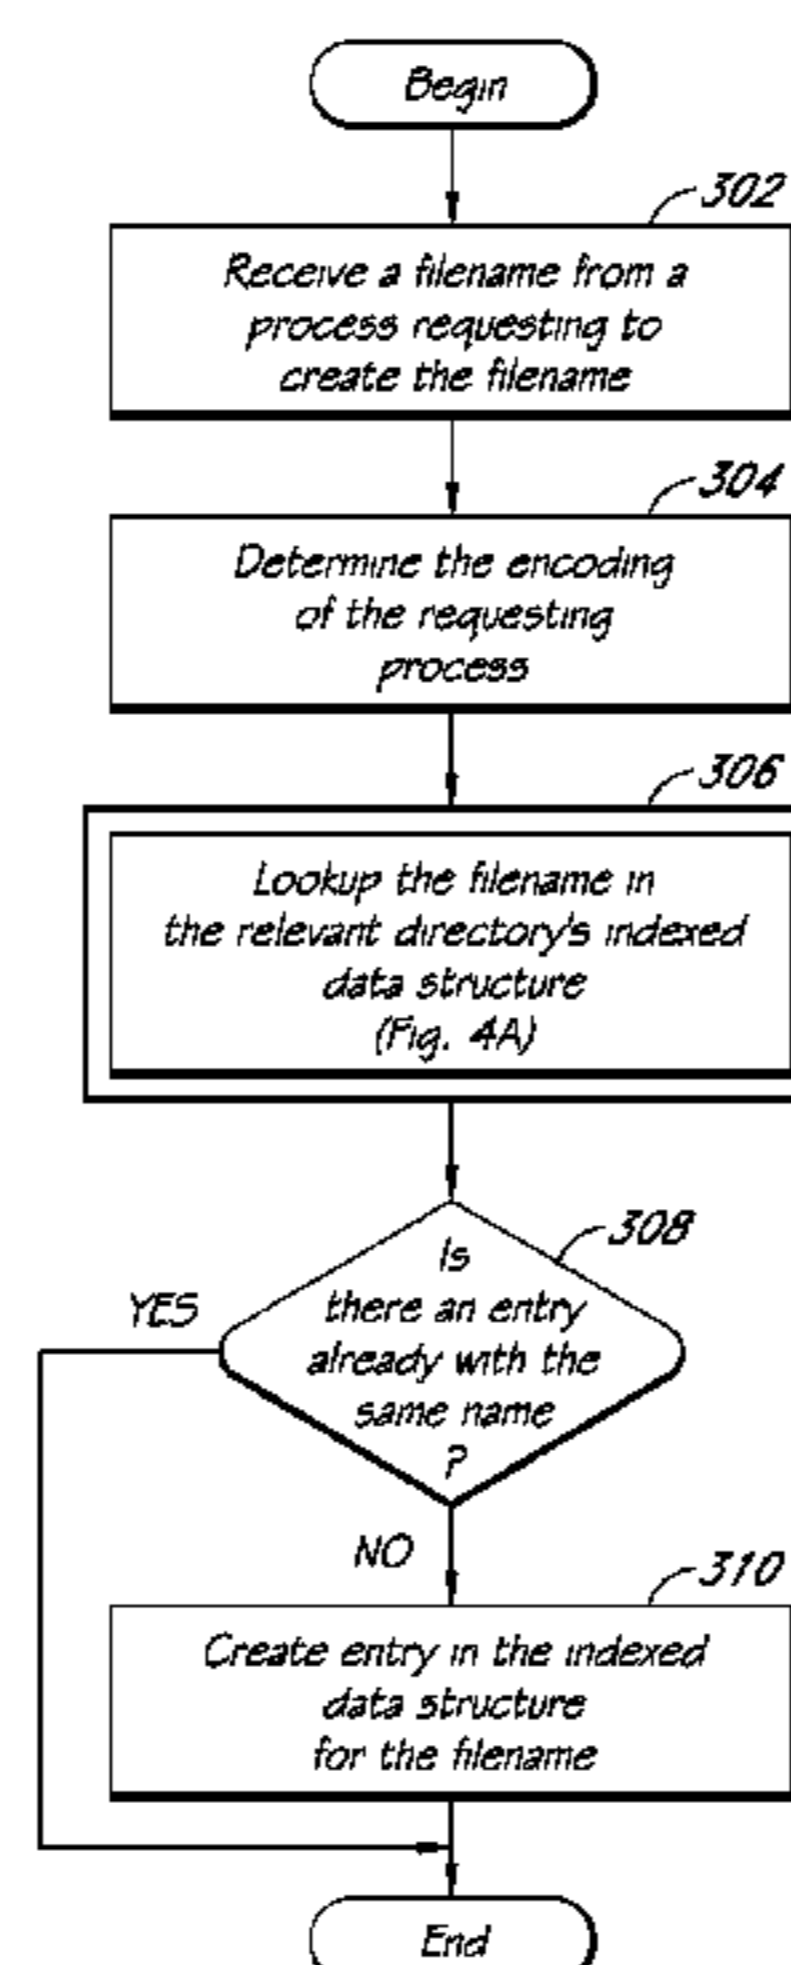 Begin
302
Receive a filename from a
process requesting to
create the filename
304
Determine the encoding
of the requesting
process
306
Lookup the filename in
the relevant directory's indexed
data structure
(Fig. 4A)
308
Is
there an entry
already with the
same name
?
YES
NO
310
Create entry in the indexed
data structure
for the filename
End